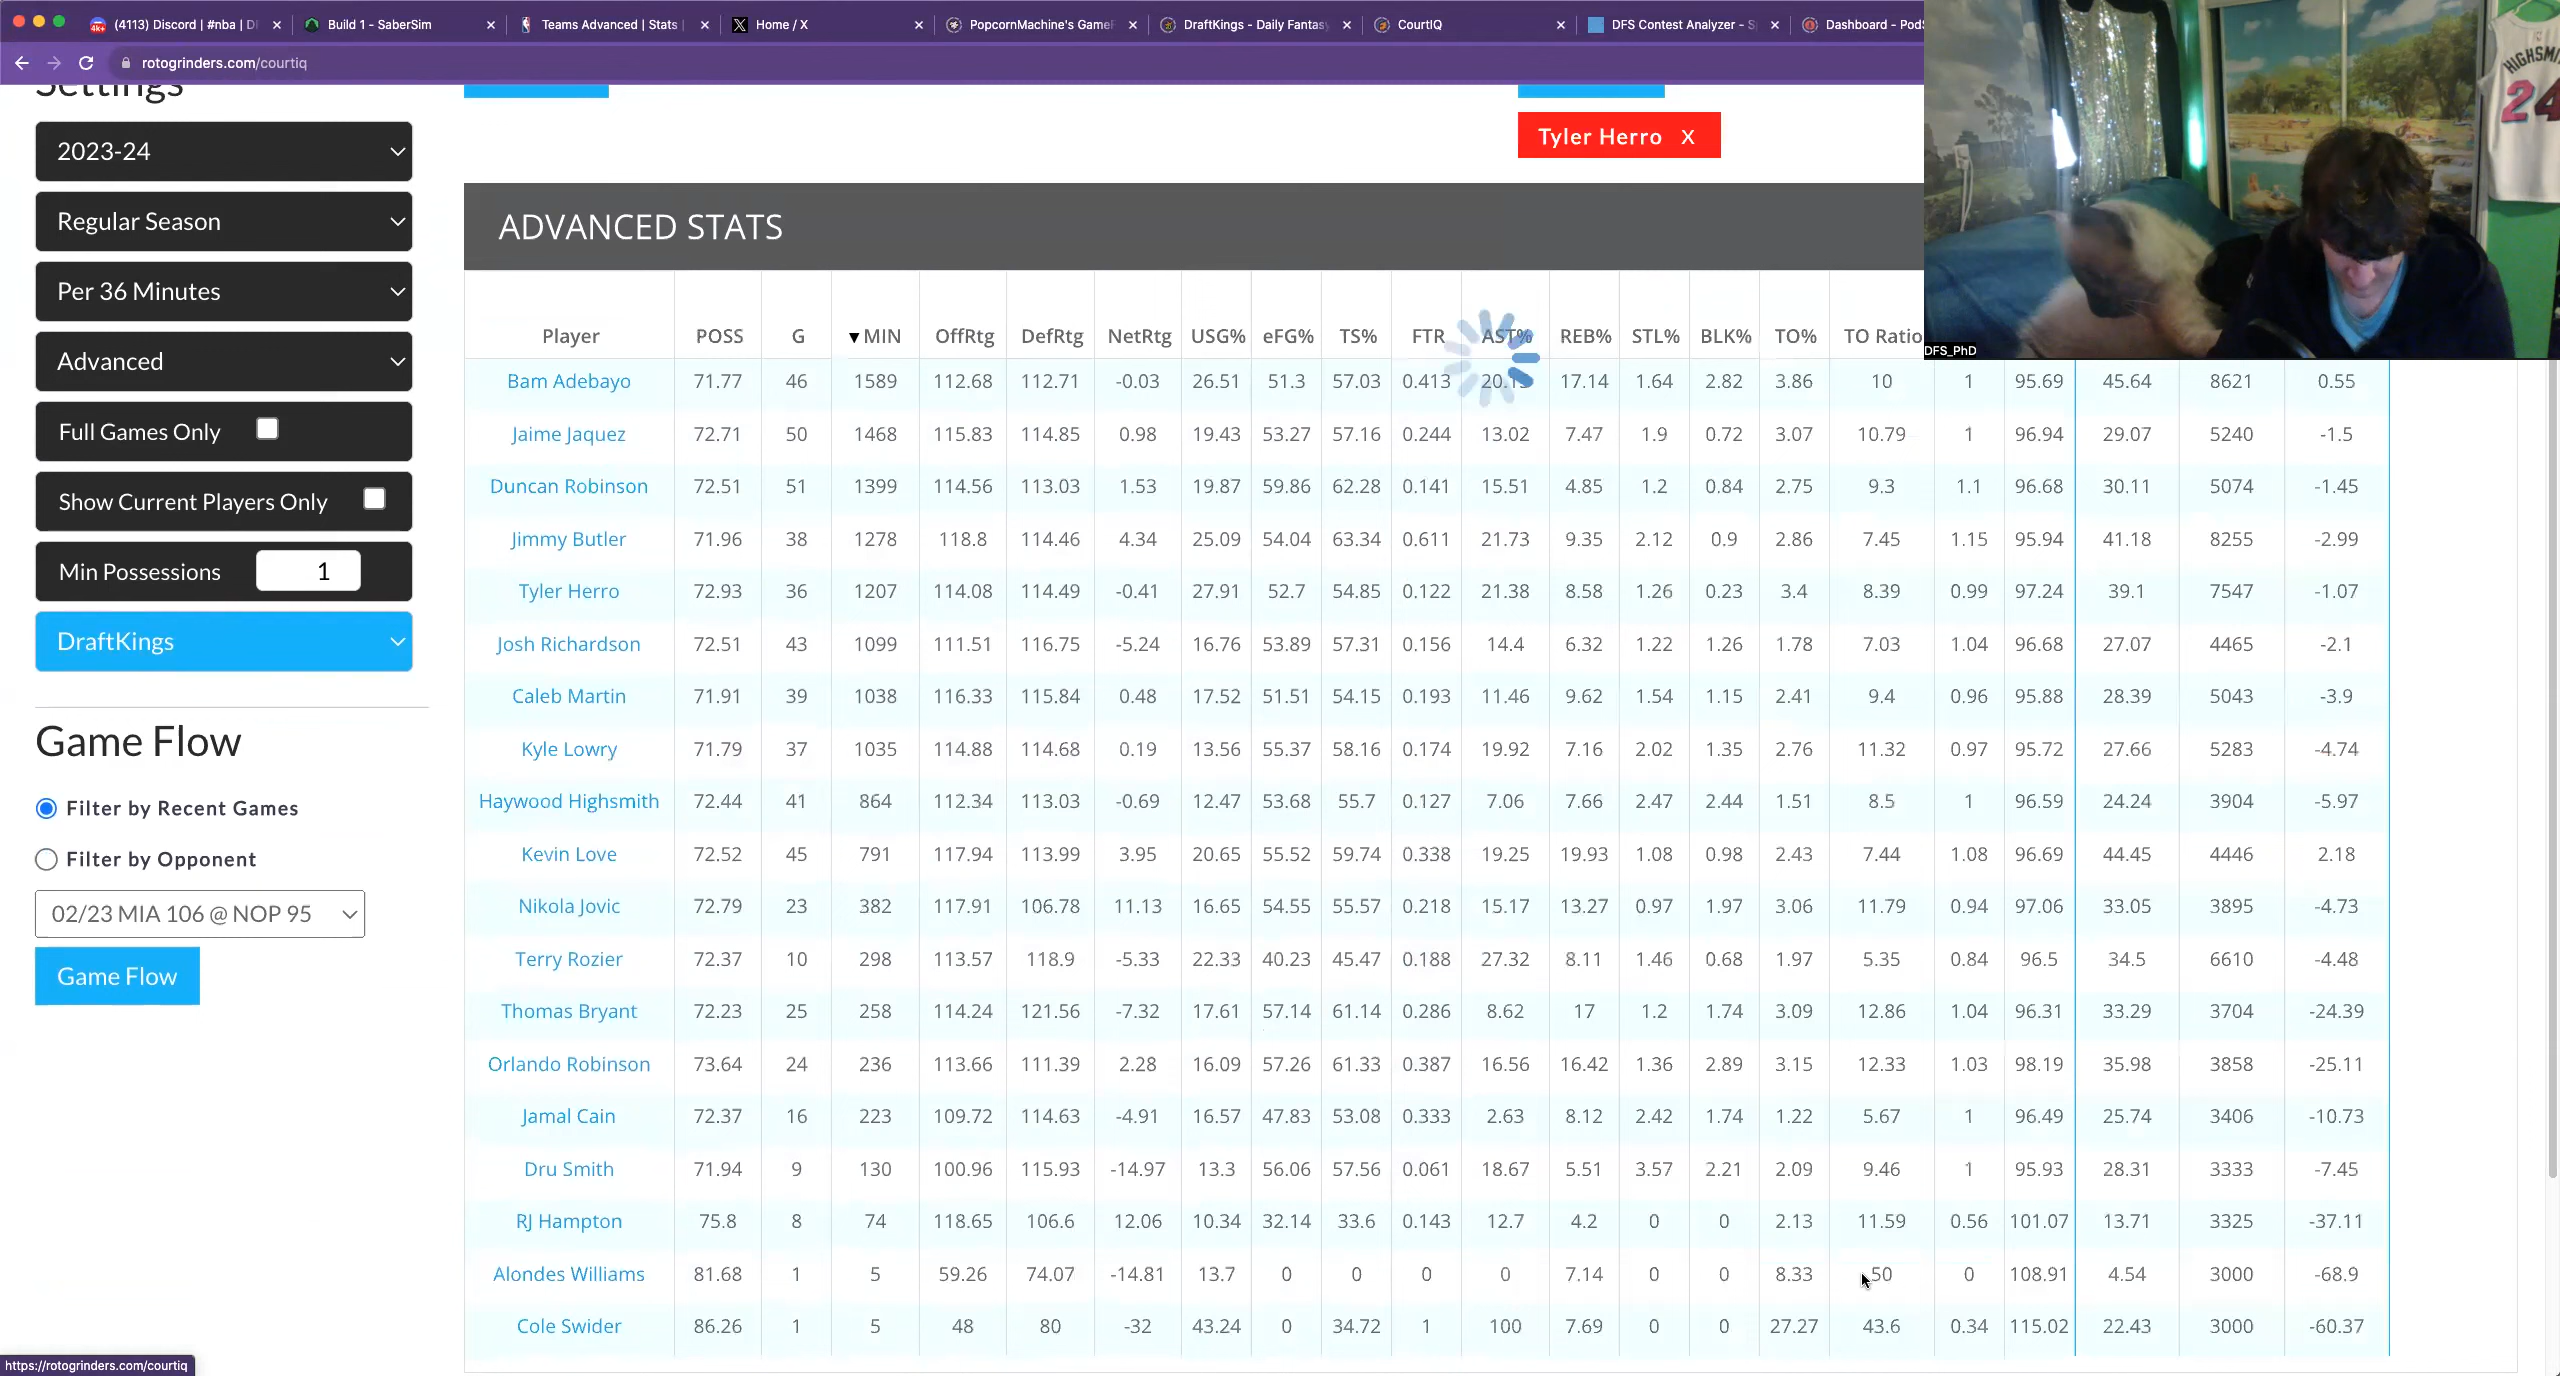 (4113) Discord | #nba | D
Build 1 - SaberSim
Teams Advanced | Stats |
Home / X
PopcornMachine's GameF
DraftKings - Daily Fantasy
CourtIQ
DFS Contest Analyzer - S
Dashboard - PodS
rotogrinders.com/courtiq
Settings
2023-24
Regular Season
Per 36 Minutes
Advanced
Full Games Only
Show Current Players Only
Min Possessions 1
DraftKings
Game Flow
Filter by Recent Games
Filter by Opponent
02/23 MIA 106 @ NOP 95
Game Flow
https://rotogrinders.com/courtiq
Tyler Herro X
ADVANCED STATS
Player POSS G ▼MIN OffRtg DefRtg NetRtg USG% eFG% TS% FTR AST% REB% STL% BLK% TO% TO Ratio
Bam Adebayo 71.77 46 1589 112.68 112.71 -0.03 26.51 51.3 57.03 0.413 17.14 1.64 2.82 3.86 10 1 95.69 45.64 8621 0.55
Jaime Jaquez 72.71 50 1468 115.83 114.85 0.98 19.43 53.27 57.16 0.244 13.02 7.47 1.9 0.72 3.07 10.79 1 96.94 29.07 5240 -1.5
Duncan Robinson 72.51 51 1399 114.56 113.03 1.53 19.87 59.86 62.28 0.141 15.51 4.85 1.2 0.84 2.75 9.3 1.1 96.68 30.11 5074 -1.45
Jimmy Butler 71.96 38 1278 118.8 114.46 4.34 25.09 54.04 63.34 0.611 21.73 9.35 2.12 0.9 2.86 7.45 1.15 95.94 41.18 8255 -2.99
Tyler Herro 72.93 36 1207 114.08 114.49 -0.41 27.91 52.7 54.85 0.122 21.38 8.58 1.26 0.23 3.4 8.39 0.99 97.24 39.1 7547 -1.07
Josh Richardson 72.51 43 1099 111.51 116.75 -5.24 16.76 53.89 57.31 0.156 14.4 6.32 1.22 1.26 1.78 7.03 1.04 96.68 27.07 4465 -2.1
Caleb Martin 71.91 39 1038 116.33 115.84 0.48 17.52 51.51 54.15 0.193 11.46 9.62 1.54 1.15 2.41 9.4 0.96 95.88 28.39 5043 -3.9
Kyle Lowry 71.79 37 1035 114.88 114.68 0.19 13.56 55.37 58.16 0.174 19.92 7.16 2.02 1.35 2.76 11.32 0.97 95.72 27.66 5283 -4.74
Haywood Highsmith 72.44 41 864 112.34 113.03 -0.69 12.47 53.68 55.7 0.127 7.06 7.66 2.47 2.44 1.51 8.5 1 96.59 24.24 3904 -5.97
Kevin Love 72.52 45 791 117.94 113.99 3.95 20.65 55.52 59.74 0.338 19.25 19.93 1.08 0.98 2.43 7.44 1.08 96.69 44.45 4446 2.18
Nikola Jovic 72.79 23 382 117.91 106.78 11.13 16.65 54.55 55.57 0.218 15.17 13.27 0.97 1.97 3.06 11.79 0.94 97.06 33.05 3895 -4.73
Terry Rozier 72.37 10 298 113.57 118.9 -5.33 22.33 40.23 45.47 0.188 27.32 8.11 1.46 0.68 1.97 5.35 0.84 96.5 34.5 6610 -4.48
Thomas Bryant 72.23 25 258 114.24 121.56 -7.32 17.61 57.14 61.14 0.286 8.62 17 1.2 1.74 3.09 12.86 1.04 96.31 33.29 3704 -24.39
Orlando Robinson 73.64 24 236 113.66 111.39 2.28 16.09 57.26 61.33 0.387 16.56 16.42 1.36 2.89 3.15 12.33 1.03 98.19 35.98 3858 -25.11
Jamal Cain 72.37 16 223 109.72 114.63 -4.91 16.57 47.83 53.08 0.333 2.63 8.12 2.42 1.74 1.22 5.67 1 96.49 25.74 3406 -10.73
Dru Smith 71.94 9 130 100.96 115.93 -14.97 13.3 56.06 57.56 0.061 18.67 5.51 3.57 2.21 2.09 9.46 1 95.93 28.31 3333 -7.45
RJ Hampton 75.8 8 74 118.65 106.6 12.06 10.34 32.14 33.6 0.143 12.7 4.2 0 0 2.13 11.59 0.56 101.07 13.71 3325 -37.11
Alondes Williams 81.68 1 5 59.26 74.07 -14.81 13.7 0 0 0 0 7.14 0 0 8.33 50 0 108.91 4.54 3000 -68.9
Cole Swider 86.26 1 5 48 80 -32 43.24 0 34.72 1 100 7.69 0 0 27.27 43.6 0.34 115.02 22.43 3000 -60.37
HIGHSMI
24
DFS_PhD